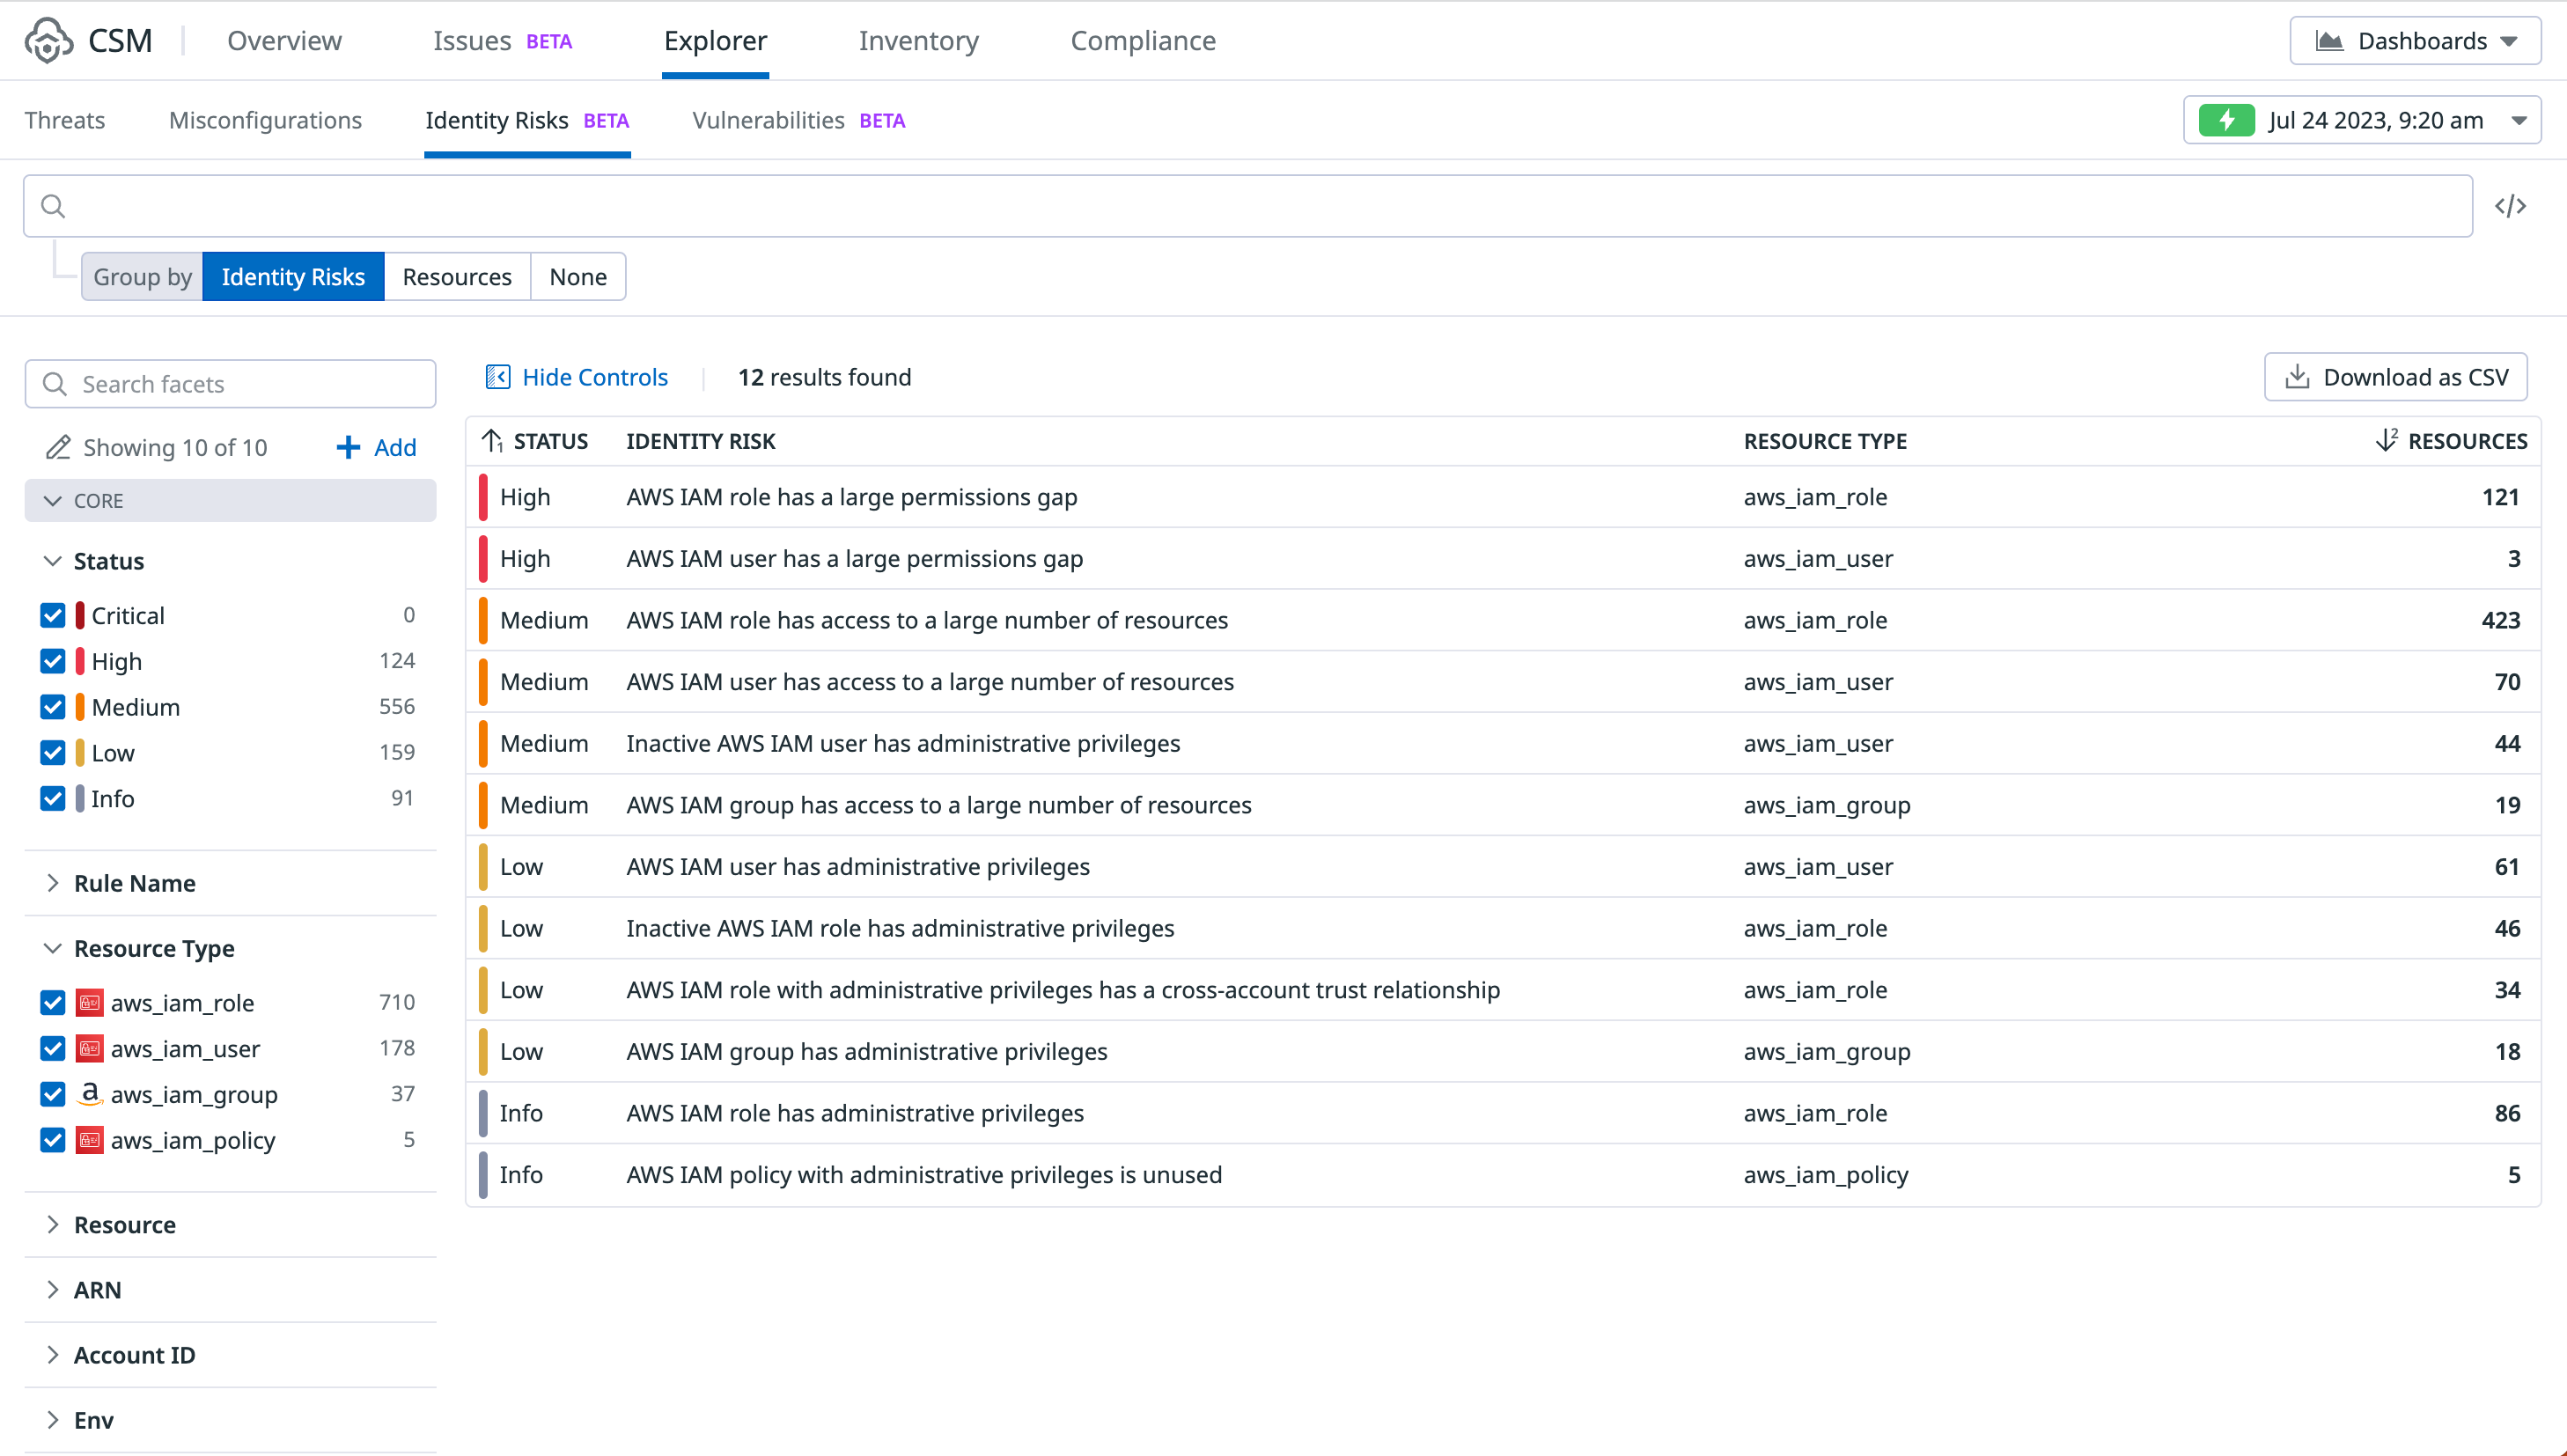 CSM Overview Issues BETA Explorer Inventory Compliance Dashboards
Threats Misconfigurations Identity Risks BETA Vulnerabilities BETA Jul 24 2023, 9:20 am
</>
Group by Identity Risks Resources None
Search facets
Showing 10 of 10 + Add
CORE
Status
Critical 0
High 124
Medium 556
Low 159
Info 91
Rule Name
Resource Type
aws_iam_role 710
aws_iam_user 178
aws_iam_group 37
aws_iam_policy 5
Resource
ARN
Account ID
Env
Hide Controls 12 results found Download as CSV
1 STATUS IDENTITY RISK RESOURCE TYPE 2 RESOURCES
High AWS IAM role has a large permissions gap aws_iam_role 121
High AWS IAM user has a large permissions gap aws_iam_user 3
Medium AWS IAM role has access to a large number of resources aws_iam_role 423
Medium AWS IAM user has access to a large number of resources aws_iam_user 70
Medium Inactive AWS IAM user has administrative privileges aws_iam_user 44
Medium AWS IAM group has access to a large number of resources aws_iam_group 19
Low AWS IAM user has administrative privileges aws_iam_user 61
Low Inactive AWS IAM role has administrative privileges aws_iam_role 46
Low AWS IAM role with administrative privileges has a cross-account trust relationship aws_iam_role 34
Low AWS IAM group has administrative privileges aws_iam_group 18
Info AWS IAM role has administrative privileges aws_iam_role 86
Info AWS IAM policy with administrative privileges is unused aws_iam_policy 5